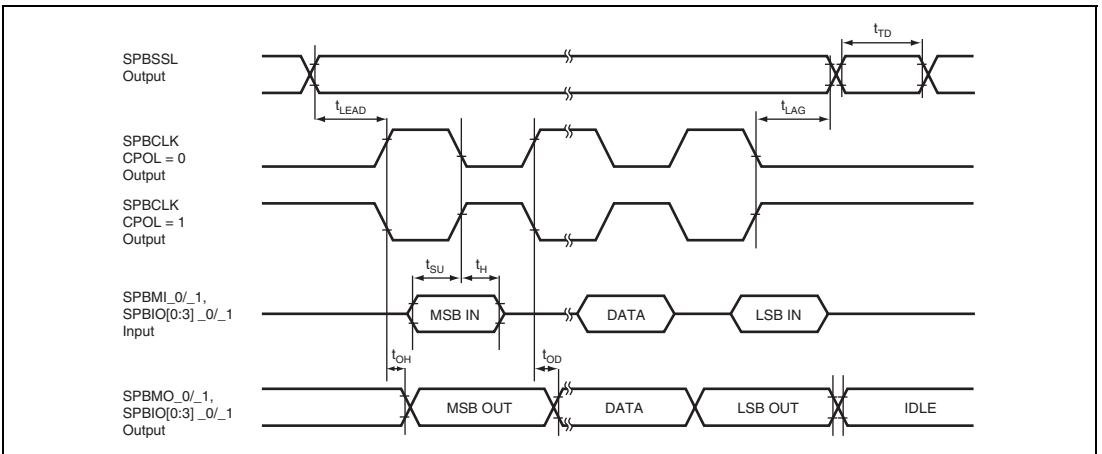 SPBSSL
Output
tTD
tLEAD
tLAG
SPBCLK
CPOL = 0
Output
SPBCLK
CPOL = 1
Output
tSU
tH
SPBMI_0/_1,
SPBIO[0:3] _0/_1
Input
MSB IN
DATA
LSB IN
tOH
tOD
SPBMO_0/_1,
SPBIO[0:3] _0/_1
Output
MSB OUT
DATA
LSB OUT
IDLE